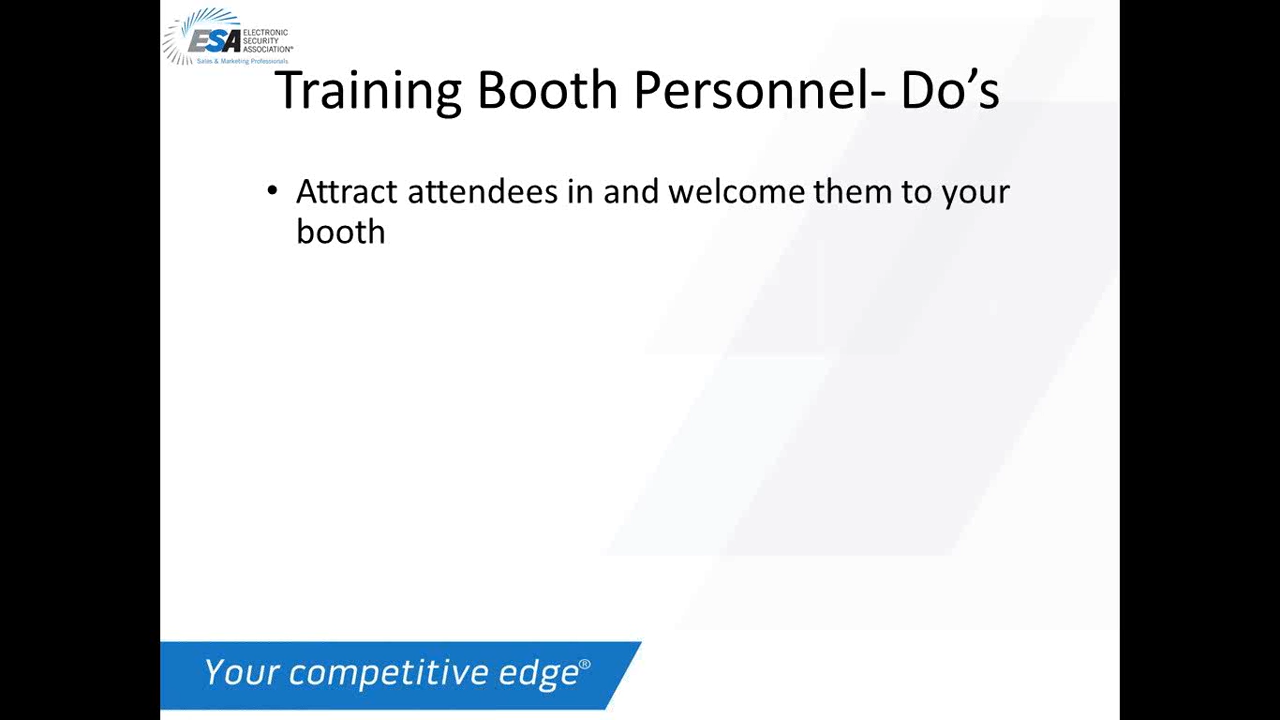 ESA ELECTRONIC
SECURITY
ASSOCIATION®
Sales & Marketing Professionals
Training Booth Personnel- Do’s
• Attract attendees in and welcome them to your
booth
Your competitive edge®